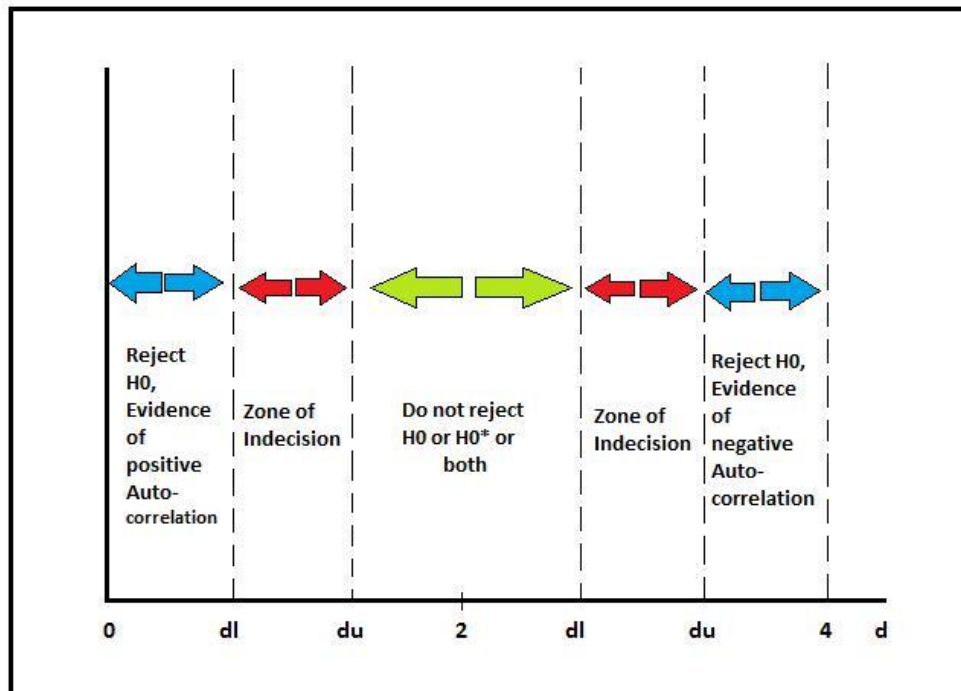 Reject
H0,
Evidence
of
positive
Auto-
correlation
Zone of
Indecision
Do not reject
H0 or H0* or
both
Zone of
Indecision
Reject H0,
Evidence
of
negative
Auto-
correlation
0 dl du 2 dl du 4 d